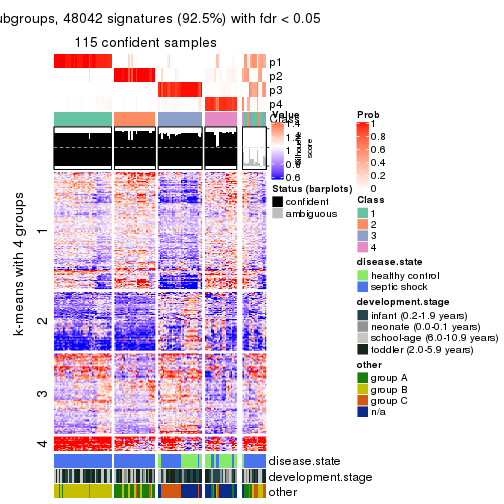 ubgroups, 48042 signatures (92.5%) with fdr < 0.05
115 confident samples
p1
p2
p3
p4
Class
Value
1.4
1.2
1
0.8
0.6
Silhouette
score
Status (barplots)
confident
ambiguous
Prob
1
0.8
0.6
0.4
0.2
0
Class
1
2
3
4
disease.state
healthy control
septic shock
development.stage
infant (0.2-1.9 years)
neonate (0.0-0.1 years)
school-age (6.0-10.9 years)
toddler (2.0-5.9 years)
other
group A
group B
group C
n/a
k-means with 4 groups
1
2
3
4
disease.state
development.stage
other